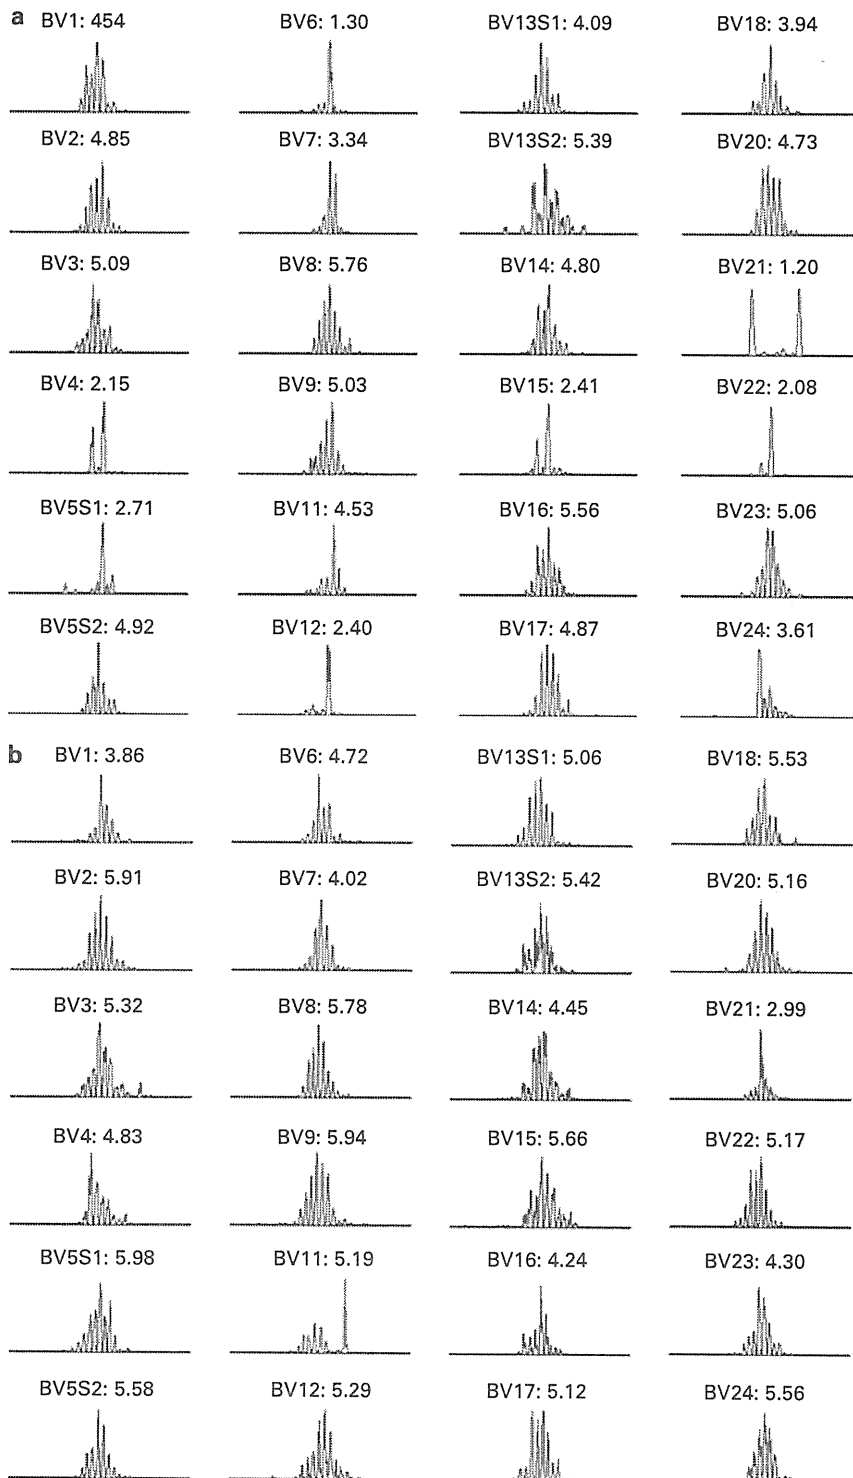 a BV1: 454 BV6: 1.30 BV13S1: 4.09 BV18: 3.94
BV2: 4.85 BV7: 3.34 BV13S2: 5.39 BV20: 4.73
BV3: 5.09 BV8: 5.76 BV14: 4.80 BV21: 1.20
BV4: 2.15 BV9: 5.03 BV15: 2.41 BV22: 2.08
BV5S1: 2.71 BV11: 4.53 BV16: 5.56 BV23: 5.06
BV5S2: 4.92 BV12: 2.40 BV17: 4.87 BV24: 3.61
b BV1: 3.86 BV6: 4.72 BV13S1: 5.06 BV18: 5.53
BV2: 5.91 BV7: 4.02 BV13S2: 5.42 BV20: 5.16
BV3: 5.32 BV8: 5.78 BV14: 4.45 BV21: 2.99
BV4: 4.83 BV9: 5.94 BV15: 5.66 BV22: 5.17
BV5S1: 5.98 BV11: 5.19 BV16: 4.24 BV23: 4.30
BV5S2: 5.58 BV12: 5.29 BV17: 5.12 BV24: 5.56